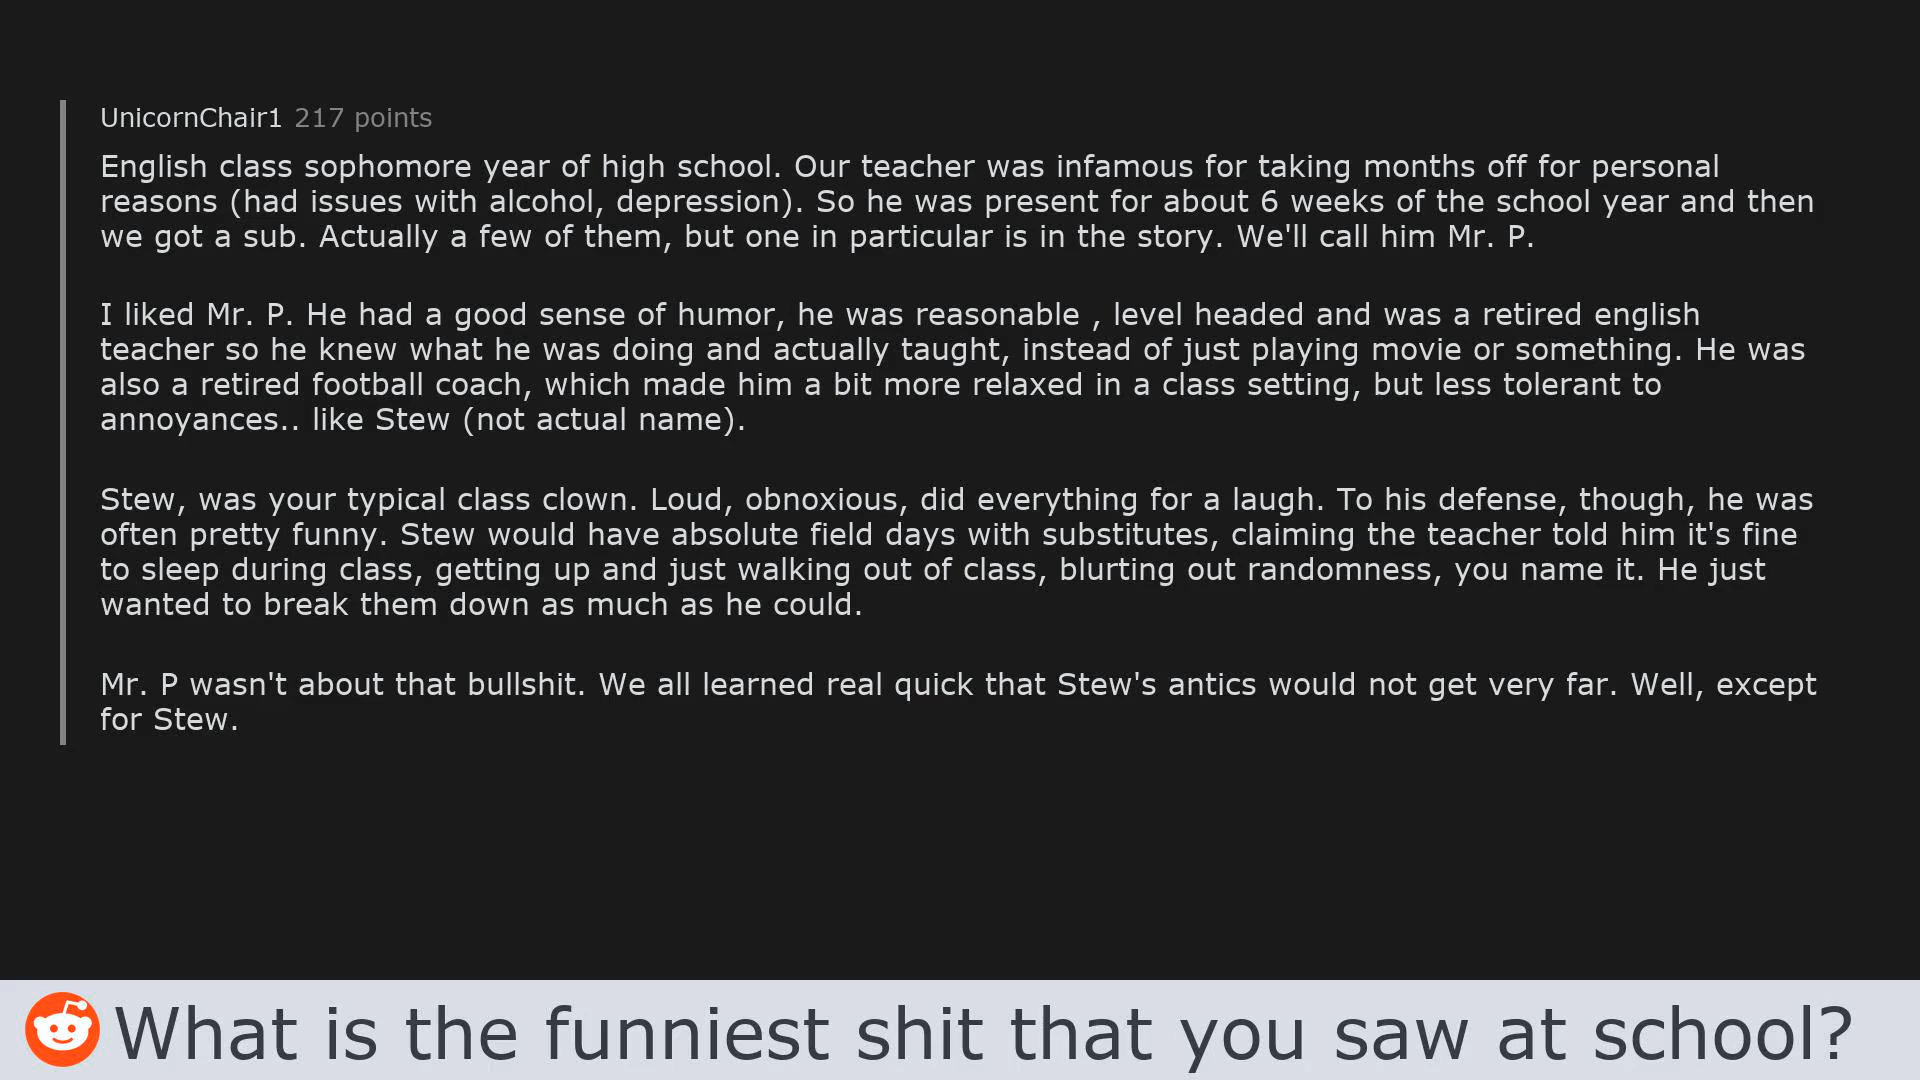 UnicornChair1 217 points
English class sophomore year of high school. Our teacher was infamous for taking months off for personal
reasons (had issues with alcohol, depression). So he was present for about 6 weeks of the school year and then
we got a sub. Actually a few of them, but one in particular is in the story. We'll call him Mr. P.
I liked Mr. P. He had a good sense of humor, he was reasonable , level headed and was a retired english
teacher so he knew what he was doing and actually taught, instead of just playing movie or something. He was
also a retired football coach, which made him a bit more relaxed in a class setting, but less tolerant to
annoyances.. like Stew (not actual name).
Stew, was your typical class clown. Loud, obnoxious, did everything for a laugh. To his defense, though, he was
often pretty funny. Stew would have absolute field days with substitutes, claiming the teacher told him it's fine
to sleep during class, getting up and just walking out of class, blurting out randomness, you name it. He just
wanted to break them down as much as he could.
Mr. P wasn't about that bullshit. We all learned real quick that Stew's antics would not get very far. Well, except
for Stew.
What is the funniest shit that you saw at school?